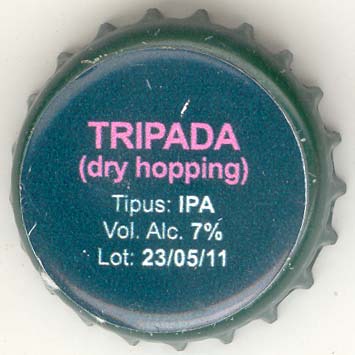 TRIPADA
(dry hopping)
Tipus: IPA
Vol. Alc. 7%
Lot: 23/05/11